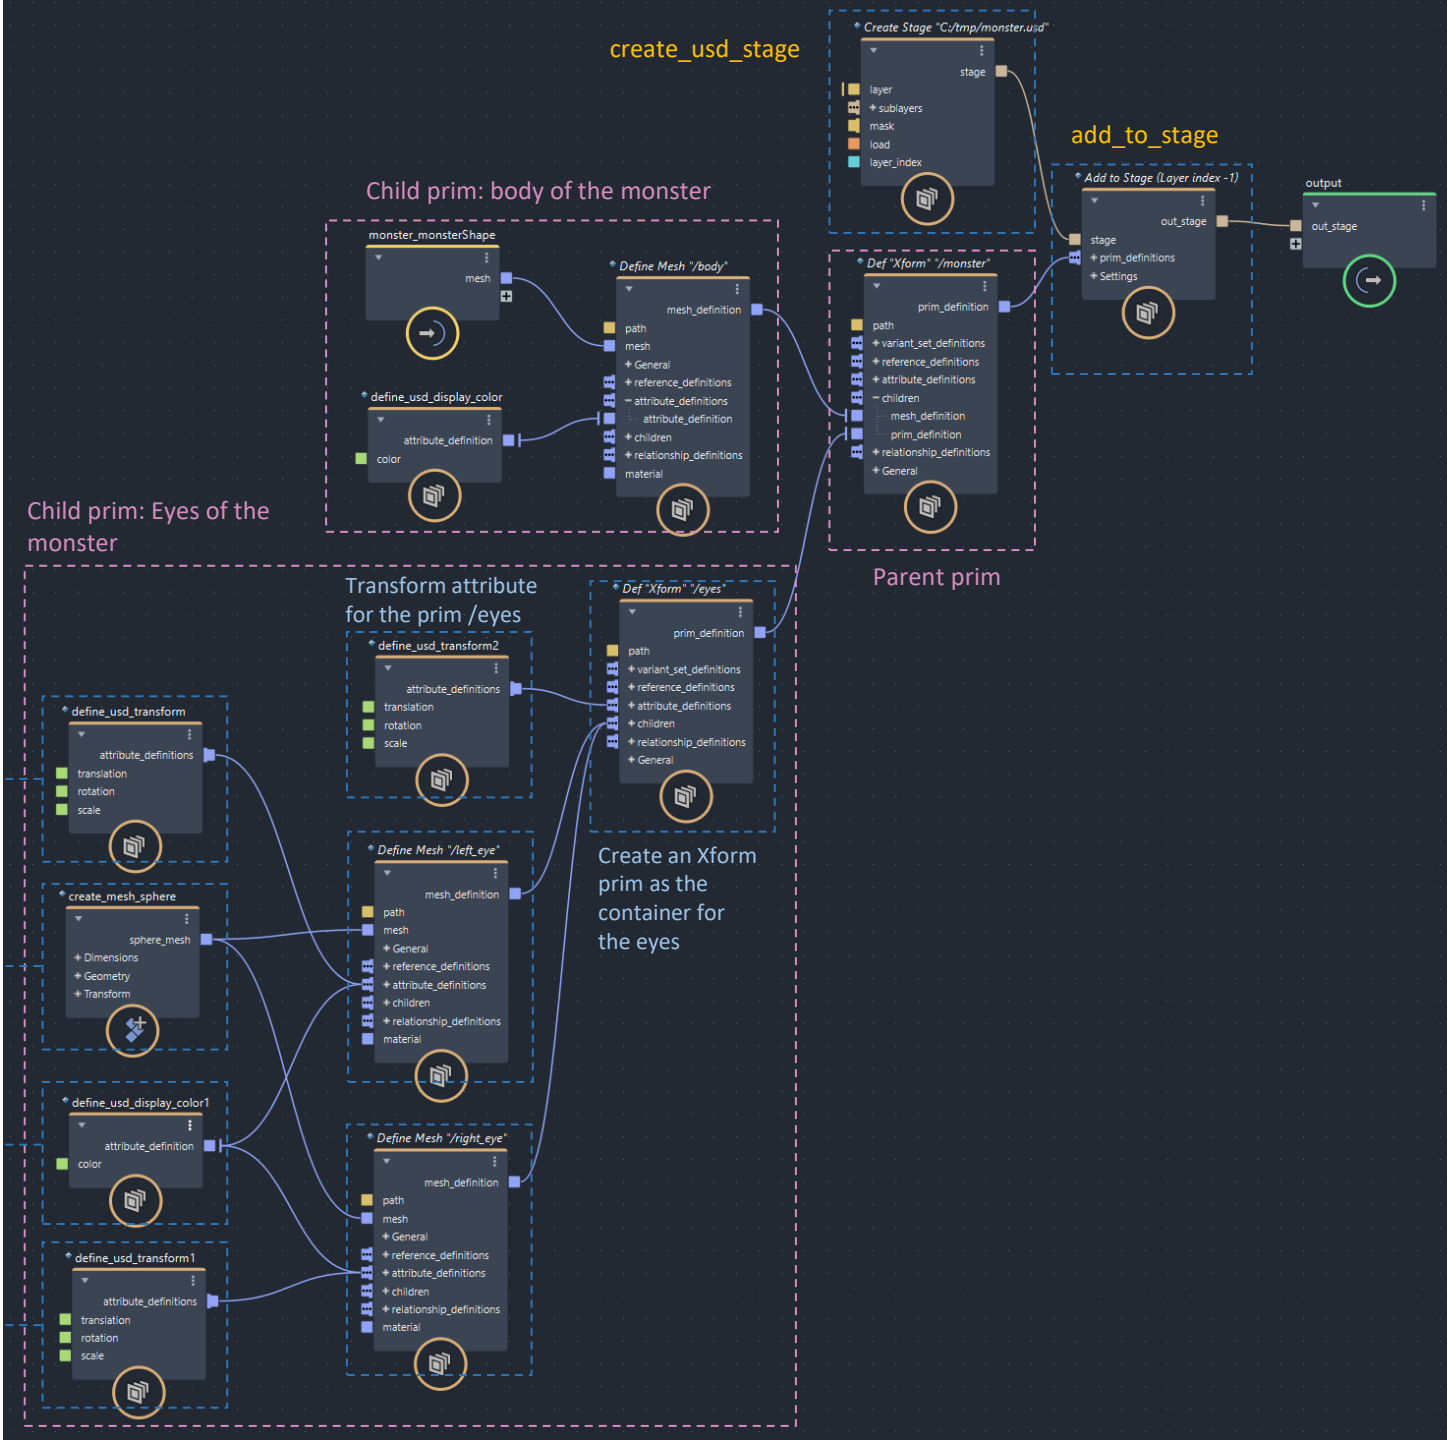 create_usd_stage
Create Stage "C:/tmp/monster.usd"
stage
layer
+ sublayers
mask
load
layer_index
add_to_stage
Add to Stage (Layer index -1)
out_stage
stage
+ prim_definitions
+ Settings
output
out_stage
Child prim: body of the monster
monster_monsterShape
mesh
Define Mesh "/body"
mesh_definition
path
mesh
+ General
+ reference_definitions
− attribute_definitions
attribute_definition
+ children
+ relationship_definitions
material
define_usd_display_color
attribute_definition
color
Def "Xform" "/monster"
prim_definition
path
+ variant_set_definitions
+ reference_definitions
+ attribute_definitions
− children
mesh_definition
prim_definition
+ relationship_definitions
+ General
Parent prim
Child prim: Eyes of the
monster
Transform attribute
for the prim /eyes
define_usd_transform2
attribute_definitions
translation
rotation
scale
Def "Xform" "/eyes"
prim_definition
path
+ variant_set_definitions
+ reference_definitions
+ attribute_definitions
+ children
+ relationship_definitions
+ General
Create an Xform
prim as the
container for
the eyes
define_usd_transform
attribute_definitions
translation
rotation
scale
create_mesh_sphere
sphere_mesh
+ Dimensions
+ Geometry
+ Transform
Define Mesh "/left_eye"
mesh_definition
path
mesh
+ General
+ reference_definitions
+ attribute_definitions
+ children
+ relationship_definitions
material
define_usd_display_color1
attribute_definition
color
Define Mesh "/right_eye"
mesh_definition
path
mesh
+ General
+ reference_definitions
+ attribute_definitions
+ children
+ relationship_definitions
material
define_usd_transform1
attribute_definitions
translation
rotation
scale